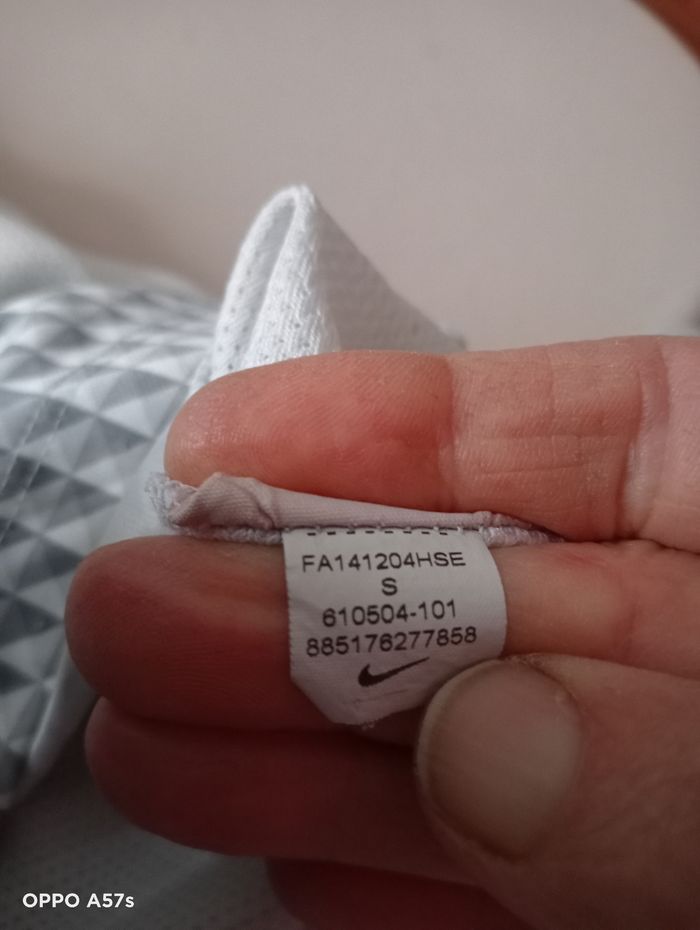 FA141204HSE
S
610504-101
885176277858
OPPO A57s